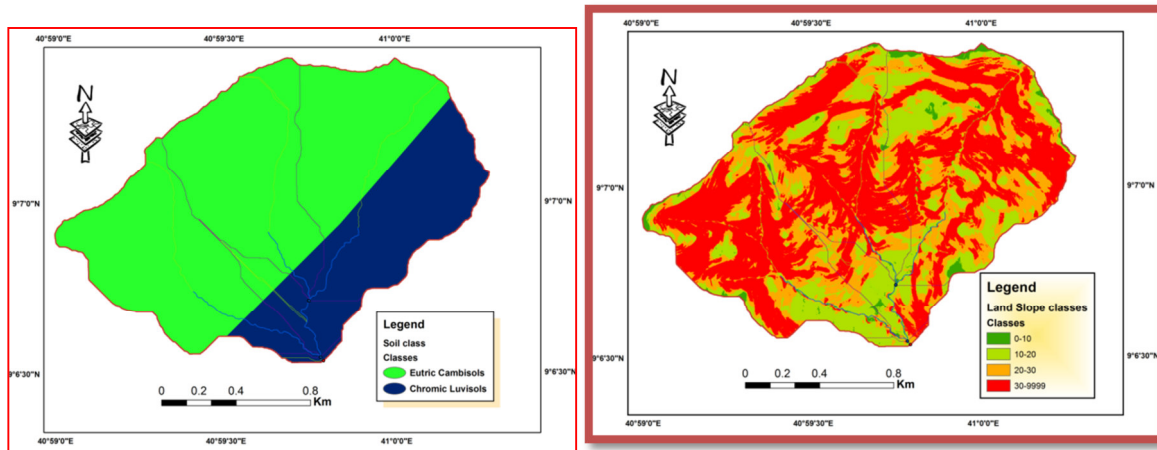 40°59'0"E 40°59'30"E 41°0'0"E
N
9°7'0"N 9°7'0"N
Legend
Soil class
Classes
Eutric Cambisols
Chromic Luvisols
9°6'30"N 9°6'30"N
0 0.2 0.4 0.8
Km
40°59'0"E 40°59'30"E 41°0'0"E
40°59'0"E 40°59'30"E 41°0'0"E
N
9°7'0"N 9°7'0"N
Legend
Land Slope classes
Classes
0-10
10-20
20-30
30-9999
9°6'30"N 9°6'30"N
0 0.2 0.4 0.8
Km
40°59'0"E 40°59'30"E 41°0'0"E